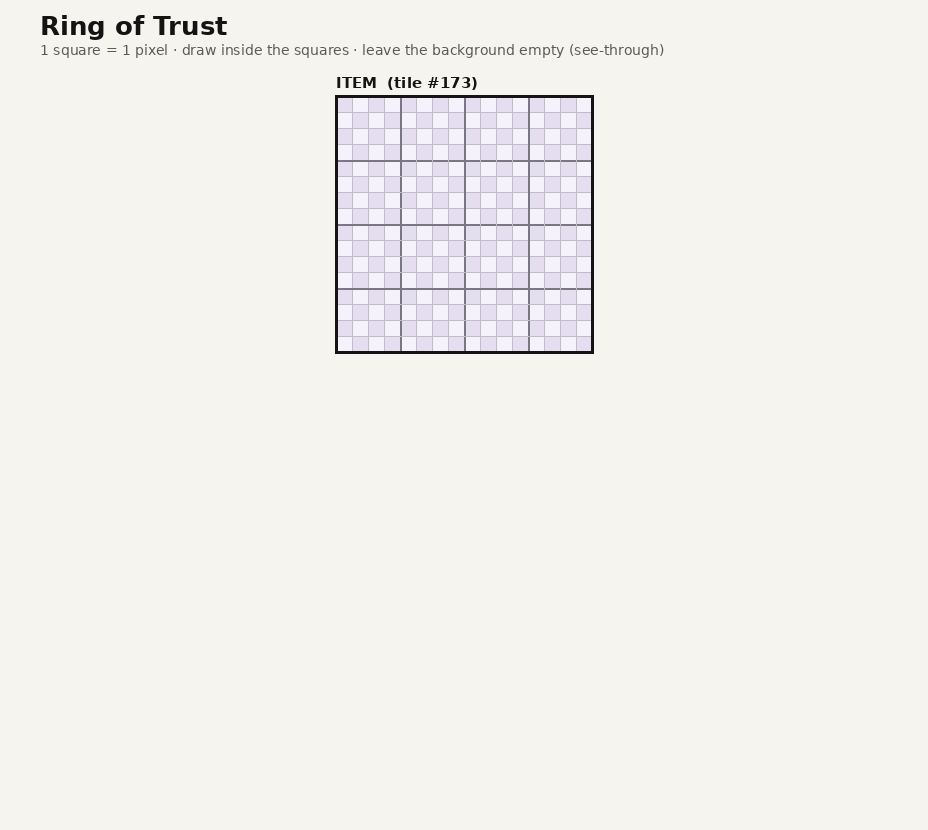 Ring of Trust
1 square = 1 pixel · draw inside the squares · leave the background empty (see-through)
ITEM (tile #173)